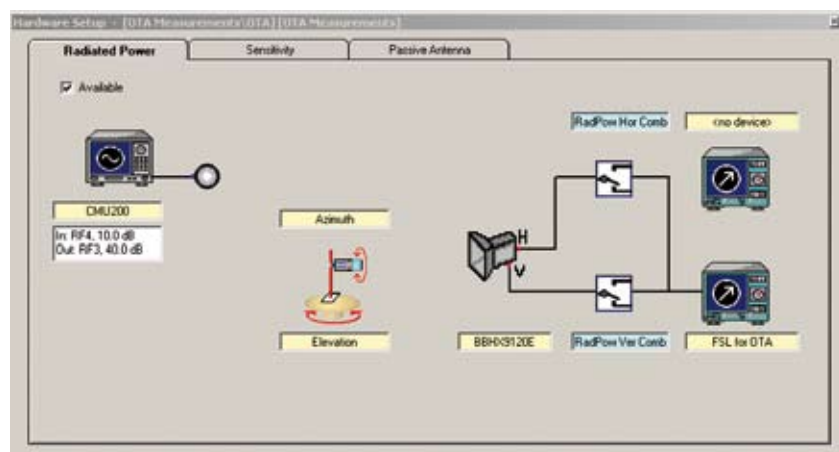 Hardware Setup - [OTA Measurements\OTA] [OTA Measurements]
Radiated Power
Sensitivity
Passive Antenna
Available
RadPow Hor Comb
<no device>
CMU200
In: RF4, 10.0 dB
Out: RF3, 40.0 dB
Azimuth
H
V
Elevation
BBHX9120E
RadPow Ver Comb
FSL for OTA